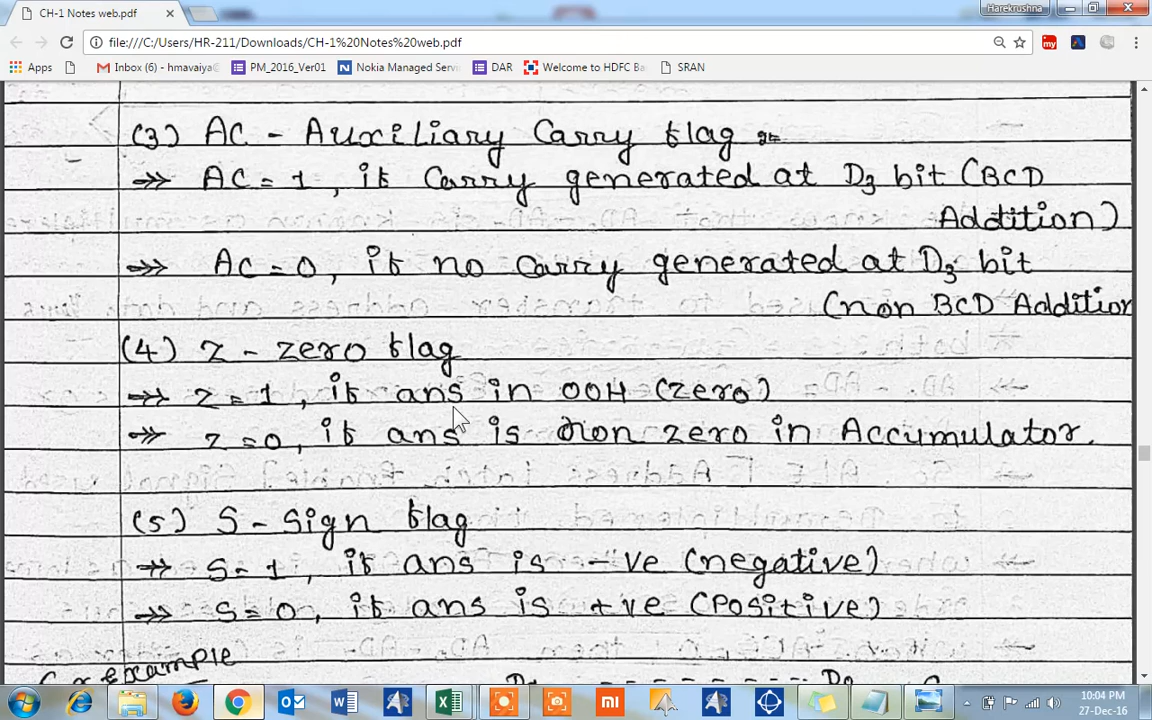 CH-1 Notes web.pdf
Harekrushna
file:///C:/Users/HR-211/Downloads/CH-1%20Notes%20web.pdf
Apps
Inbox (6) - hmavaiya
PM_2016_Ver01
Nokia Managed Servi
DAR
Welcome to HDFC Ba
SRAN
(3) AC - Auxiliary Carry flag
AC = 1, if Carry generated at D3 bit (BCD
Addition)
AC = 0, if no Carry generated at D3 bit
(non BCD Addition
(4) Z - zero flag
Z = 1, if ans in 00H (zero)
Z = 0, if ans is non zero in Accumulator.
(5) S - Sign flag
S = 1, if ans is -ve (negative)
S = 0, if ans is +ve (Positive)
example
10:04 PM
27-Dec-16